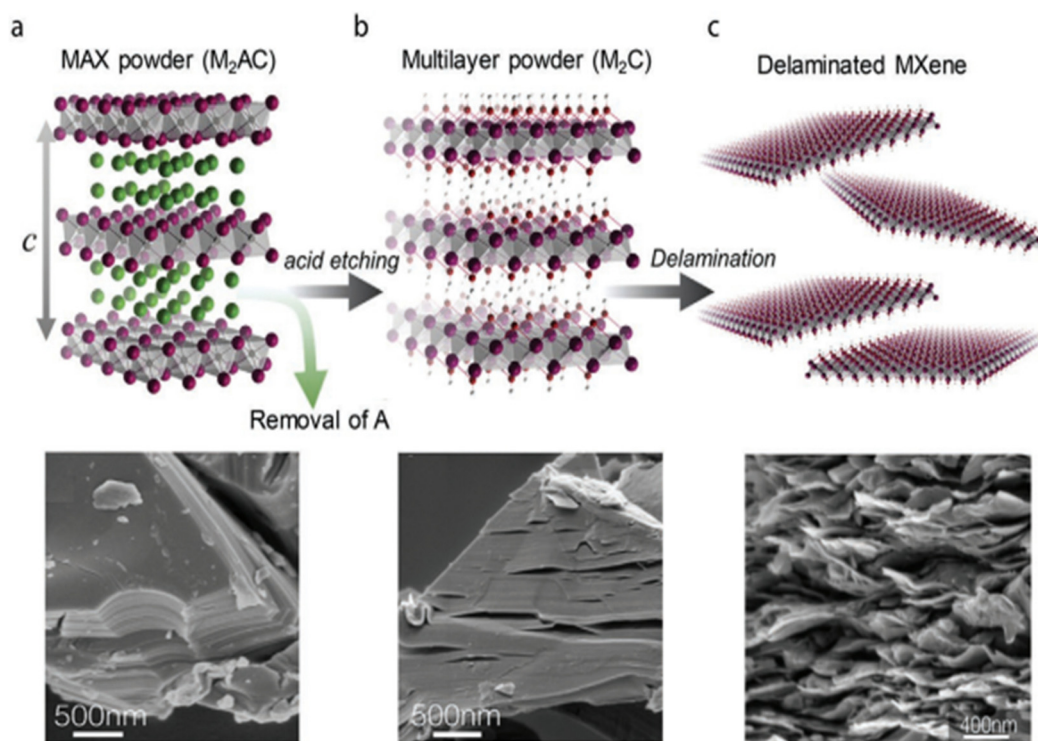 a
MAX powder (M₂AC)
b
Multilayer powder (M₂C)
c
Delaminated MXene
c
acid etching
Delamination
Removal of A
500nm
500nm
400nm